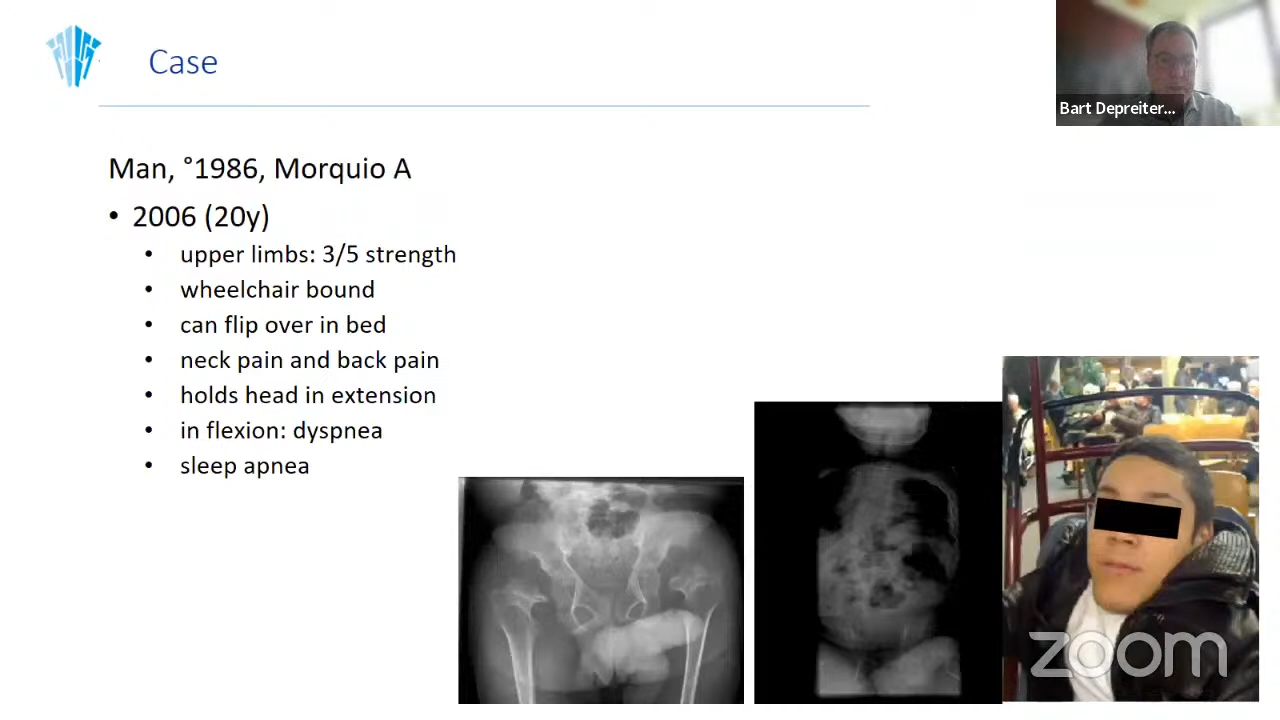 Case
Bart Depreiter...
Man, °1986, Morquio A
• 2006 (20y)
• upper limbs: 3/5 strength
• wheelchair bound
• can flip over in bed
• neck pain and back pain
• holds head in extension
• in flexion: dyspnea
• sleep apnea
zoom